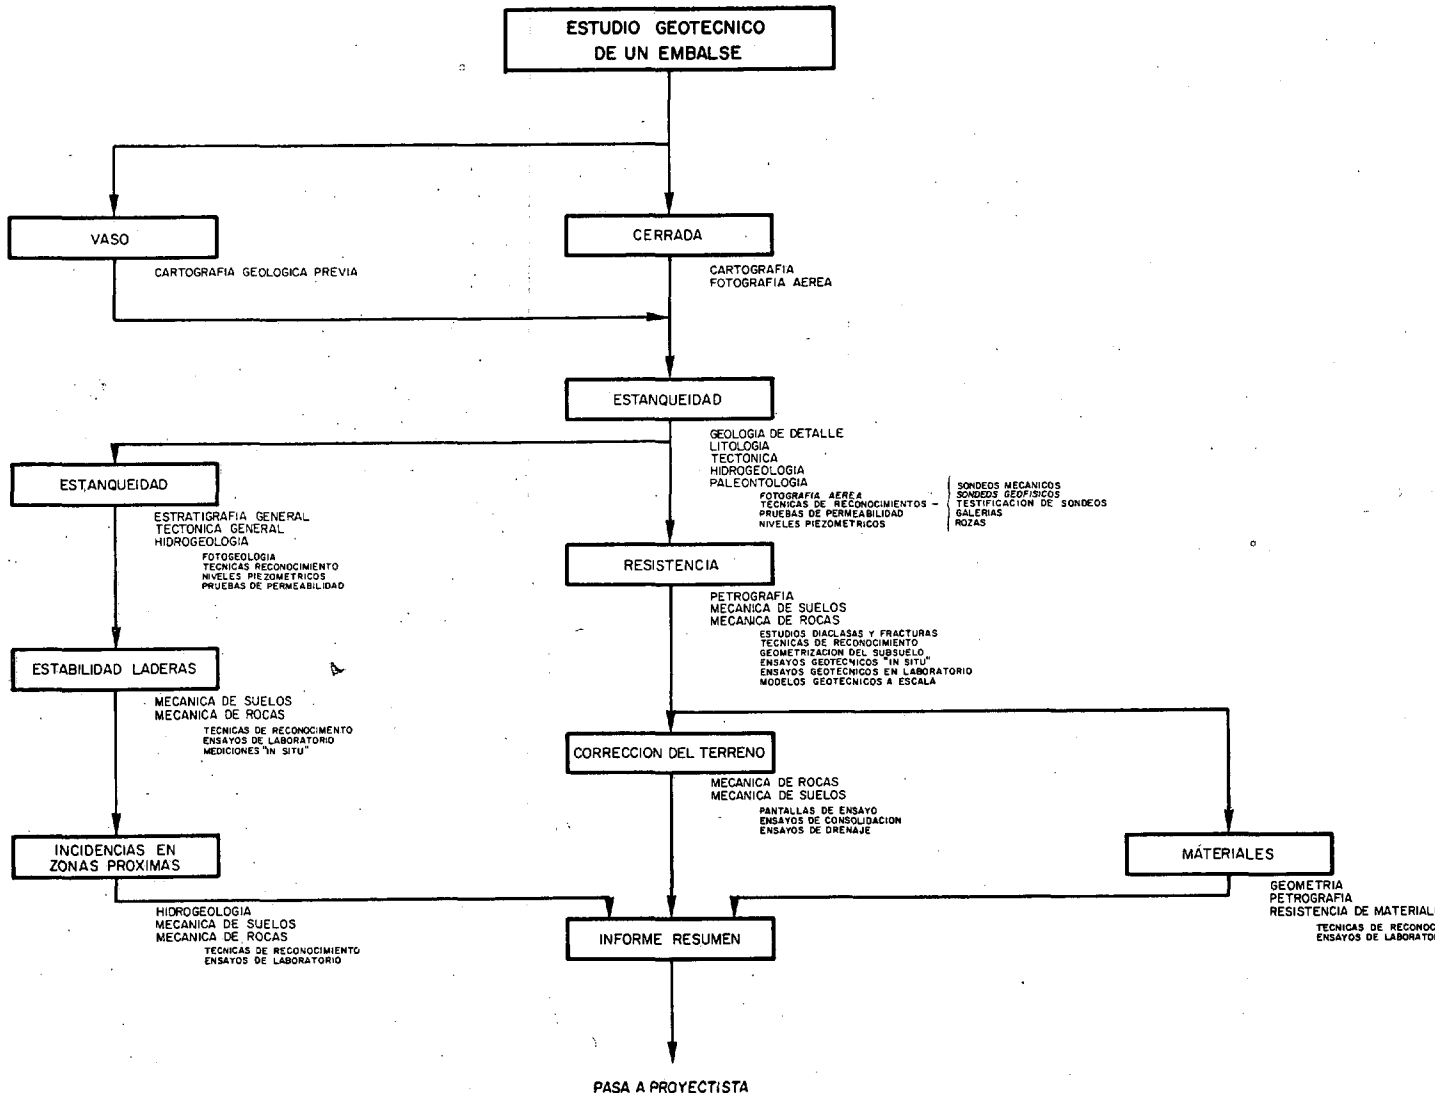 ESTUDIO GEOTECNICO
DE UN EMBALSE
VASO
CARTOGRAFIA GEOLOGICA PREVIA
CERRADA
CARTOGRAFIA
FOTOGRAFIA AEREA
ESTANQUEIDAD
GEOLOGIA DE DETALLE
LITOLOGIA
TECTONICA
HIDROGEOLOGIA
PALEONTOLOGIA
FOTOGRAFIA AEREA
TECNICAS DE RECONOCIMIENTOS –
PRUEBAS DE PERMEABILIDAD
NIVELES PIEZOMETRICOS
SONDEOS MECANICOS
SONDEOS GEOFISICOS
TESTIFICACION DE SONDEOS
GALERIAS
ROZAS
ESTANQUEIDAD
ESTRATIGRAFIA GENERAL
TECTONICA GENERAL
HIDROGEOLOGIA
FOTOGEOLOGIA
TECNICAS RECONOCIMIENTO
NIVELES PIEZOMETRICOS
PRUEBAS DE PERMEABILIDAD
RESISTENCIA
PETROGRAFIA
MECANICA DE SUELOS
MECANICA DE ROCAS
ESTUDIOS DIACLASAS Y FRACTURAS
TECNICAS DE RECONOCIMIENTO
GEOMETRIZACION DEL SUBSUELO
ENSAYOS GEOTECNICOS "IN SITU"
ENSAYOS GEOTECNICOS EN LABORATORIO
MODELOS GEOTECNICOS A ESCALA
ESTABILIDAD LADERAS
MECANICA DE SUELOS
MECANICA DE ROCAS
TECNICAS DE RECONOCIMENTO
ENSAYOS DE LABORATORIO
MEDICIONES "IN SITU"
CORRECCION DEL TERRENO
MECANICA DE ROCAS
MECANICA DE SUELOS
PANTALLAS DE ENSAYO
ENSAYOS DE CONSOLIDACION
ENSAYOS DE DRENAJE
INCIDENCIAS EN
ZONAS PROXIMAS
HIDROGEOLOGIA
MECANICA DE SUELOS
MECANICA DE ROCAS
TECNICAS DE RECONOCIMIENTO
ENSAYOS DE LABORATORIO
MATERIALES
GEOMETRIA
PETROGRAFIA
RESISTENCIA DE MATERIAL
TECNICAS DE RECONOC
ENSAYOS DE LABORATO
INFORME RESUMEN
PASA A PROYECTISTA